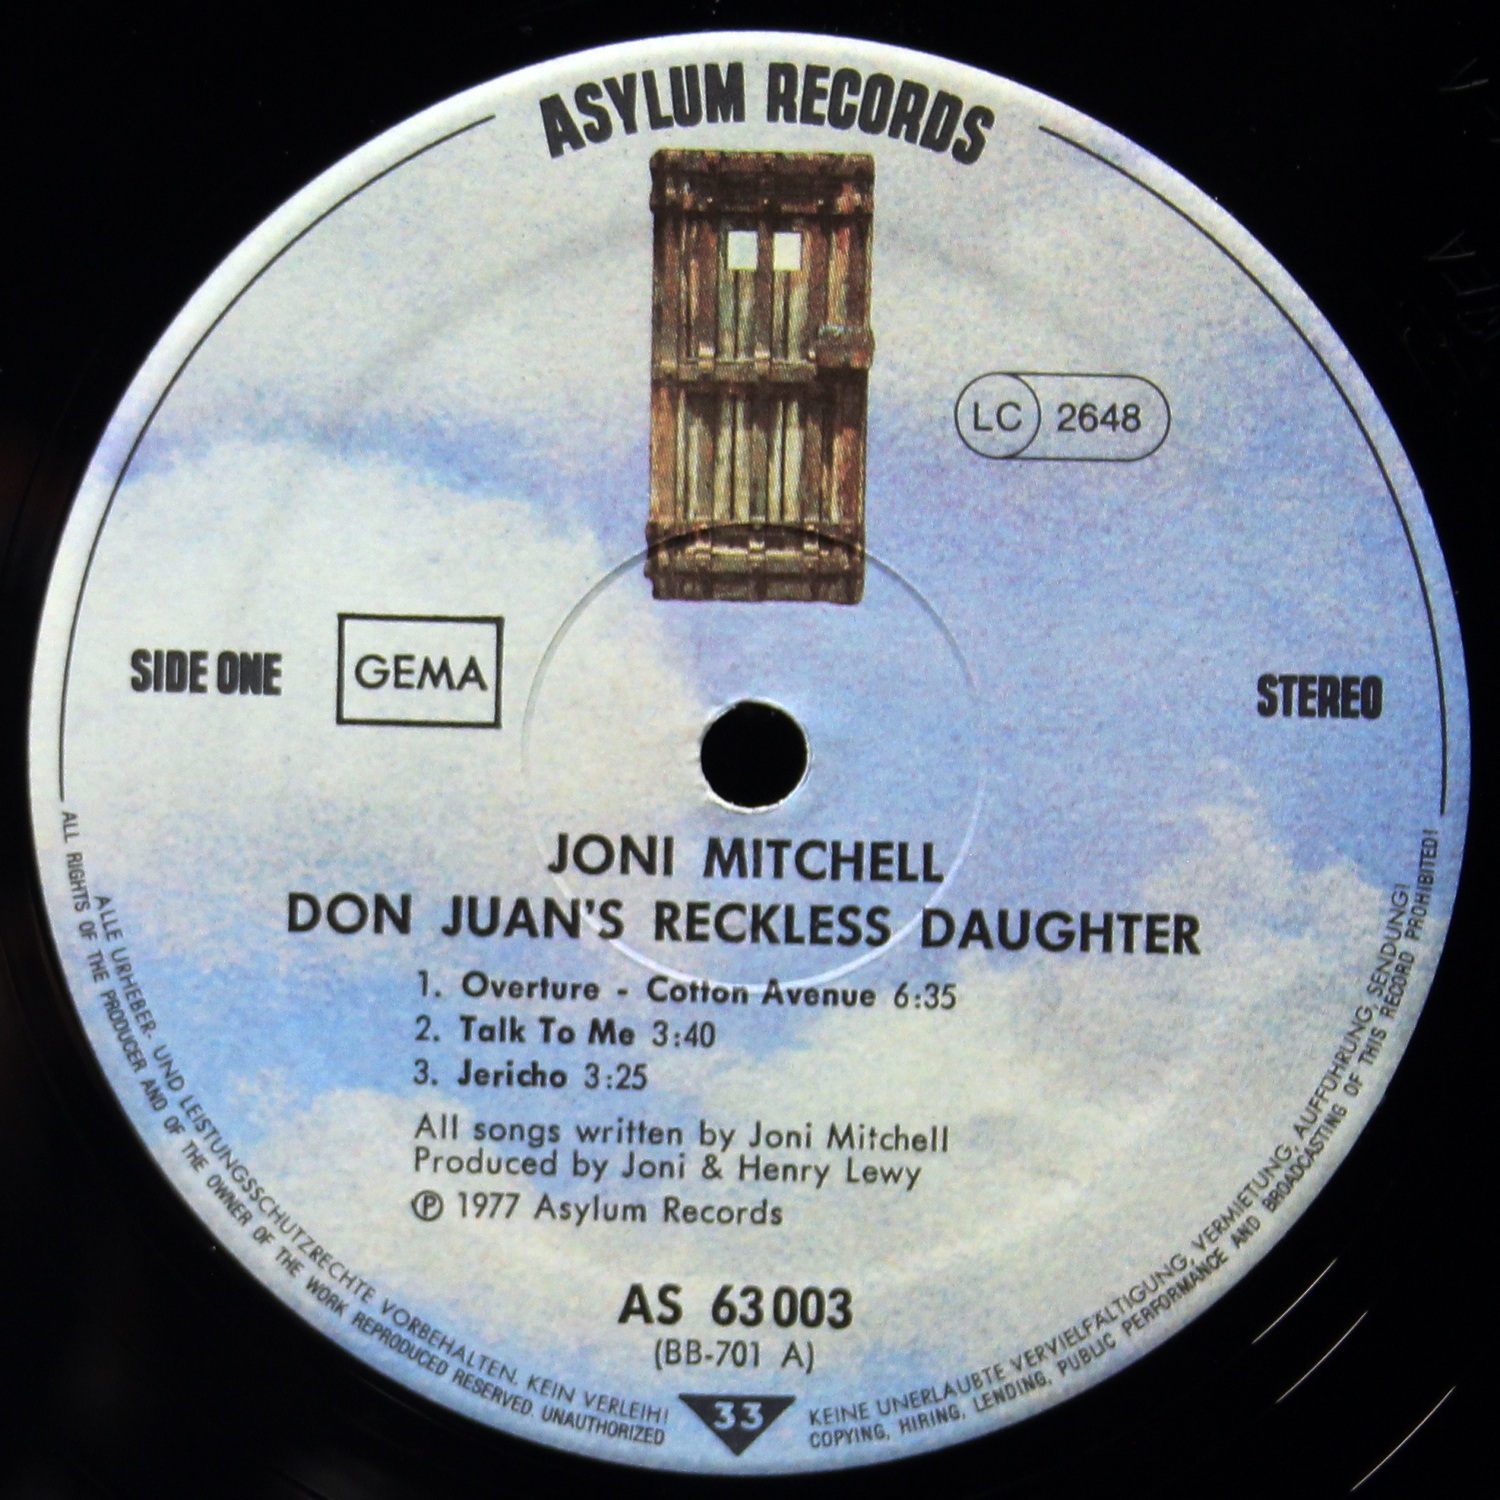 ASYLUM RECORDS
LC 2648
SIDE ONE
GEMA
STEREO
JONI MITCHELL
DON JUAN'S RECKLESS DAUGHTER
1. Overture - Cotton Avenue 6:35
2. Talk To Me 3:40
3. Jericho 3:25
All songs written by Joni Mitchell
Produced by Joni & Henry Lewy
℗ 1977 Asylum Records
AS 63 003
(BB-701 A)
33
ALLE URHEBER- UND LEISTUNGSSCHUTZRECHTE VORBEHALTEN. KEIN VERLEIH! KEINE UNERLAUBTE VERVIELFÄLTIGUNG, VERMIETUNG, AUFFÜHRUNG, SENDUNG!
ALL RIGHTS OF THE PRODUCER AND OF THE OWNER OF THE WORK REPRODUCED RESERVED. UNAUTHORIZED COPYING, HIRING, LENDING, PUBLIC PERFORMANCE AND BROADCASTING OF THIS RECORD PROHIBITED!